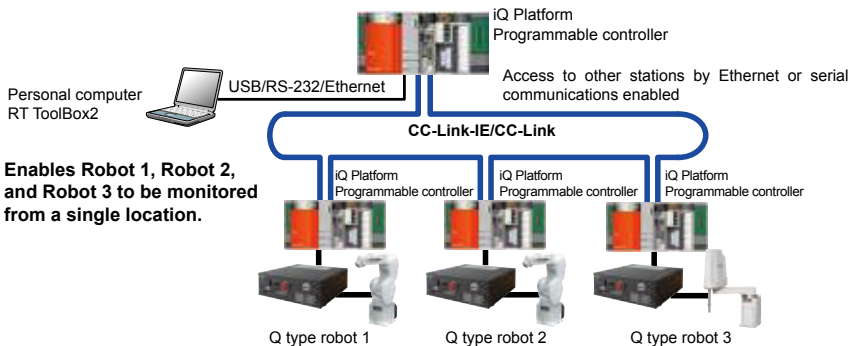 iQ Platform
Programmable controller
Access to other stations by Ethernet or serial
communications enabled
USB/RS-232/Ethernet
Personal computer
RT ToolBox2
CC-Link-IE/CC-Link
Enables Robot 1, Robot 2,
and Robot 3 to be monitored
from a single location.
iQ Platform
Programmable controller
iQ Platform
Programmable controller
iQ Platform
Programmable controller
Q type robot 1
Q type robot 2
Q type robot 3